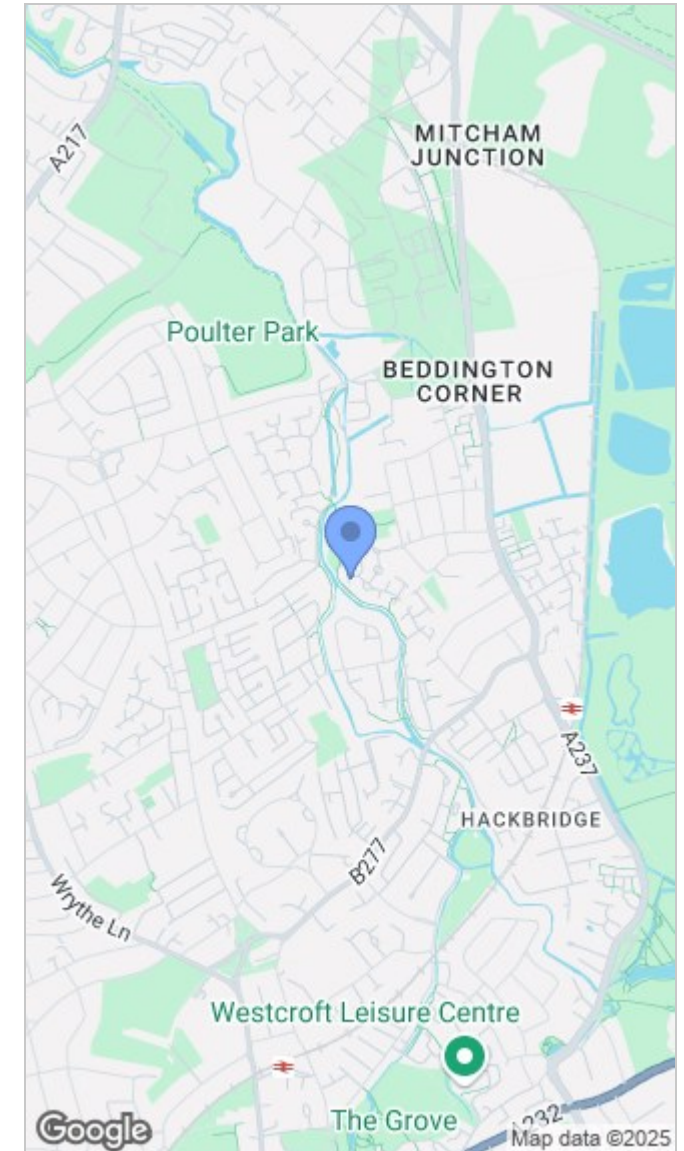 A217
MITCHAM
JUNCTION
Poulter Park
BEDDINGTON
CORNER
A237
HACKBRIDGE
B277
Wrythe Ln
Westcroft Leisure Centre
The Grove
A232
Google
Map data ©2025